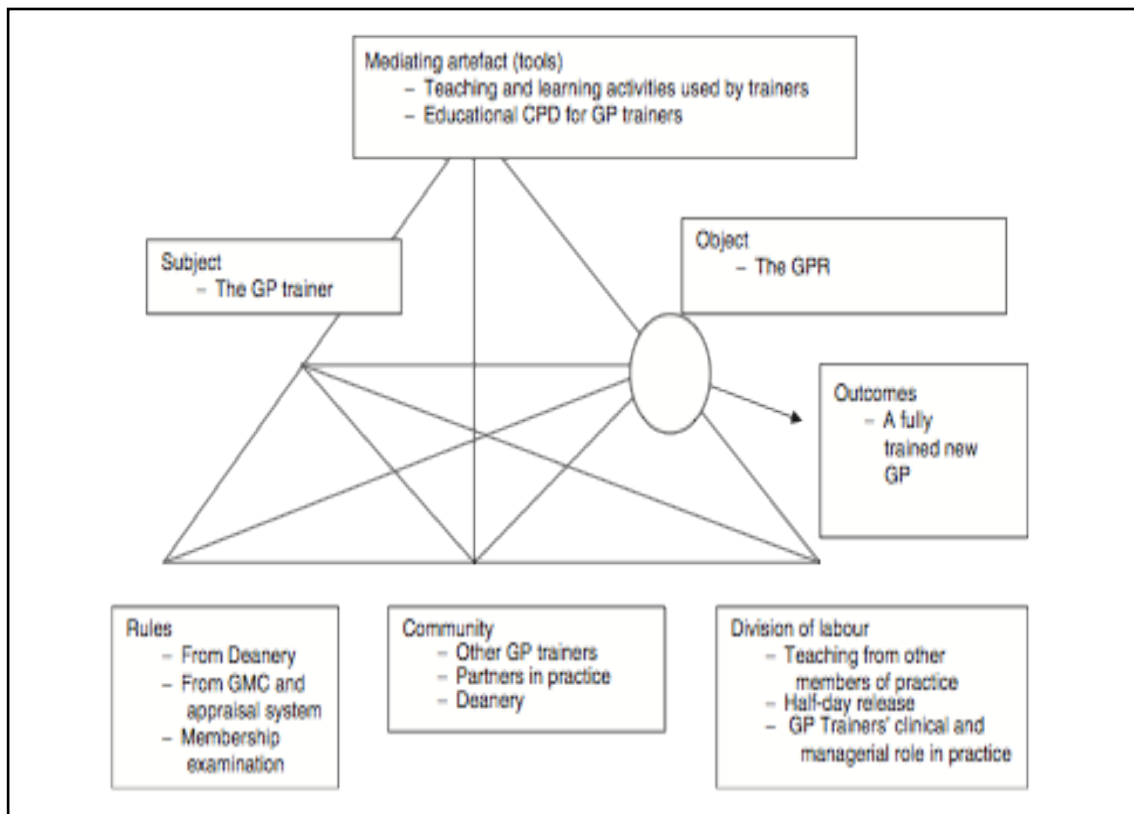 Mediating artefact (tools)
– Teaching and learning activities used by trainers
– Educational CPD for GP trainers
Subject
– The GP trainer
Object
– The GPR
Outcomes
– A fully
trained new
GP
Rules
– From Deanery
– From GMC and
appraisal system
– Membership
examination
Community
– Other GP trainers
– Partners in practice
– Deanery
Division of labour
– Teaching from other
members of practice
– Half-day release
– GP Trainers' clinical and
managerial role in practice